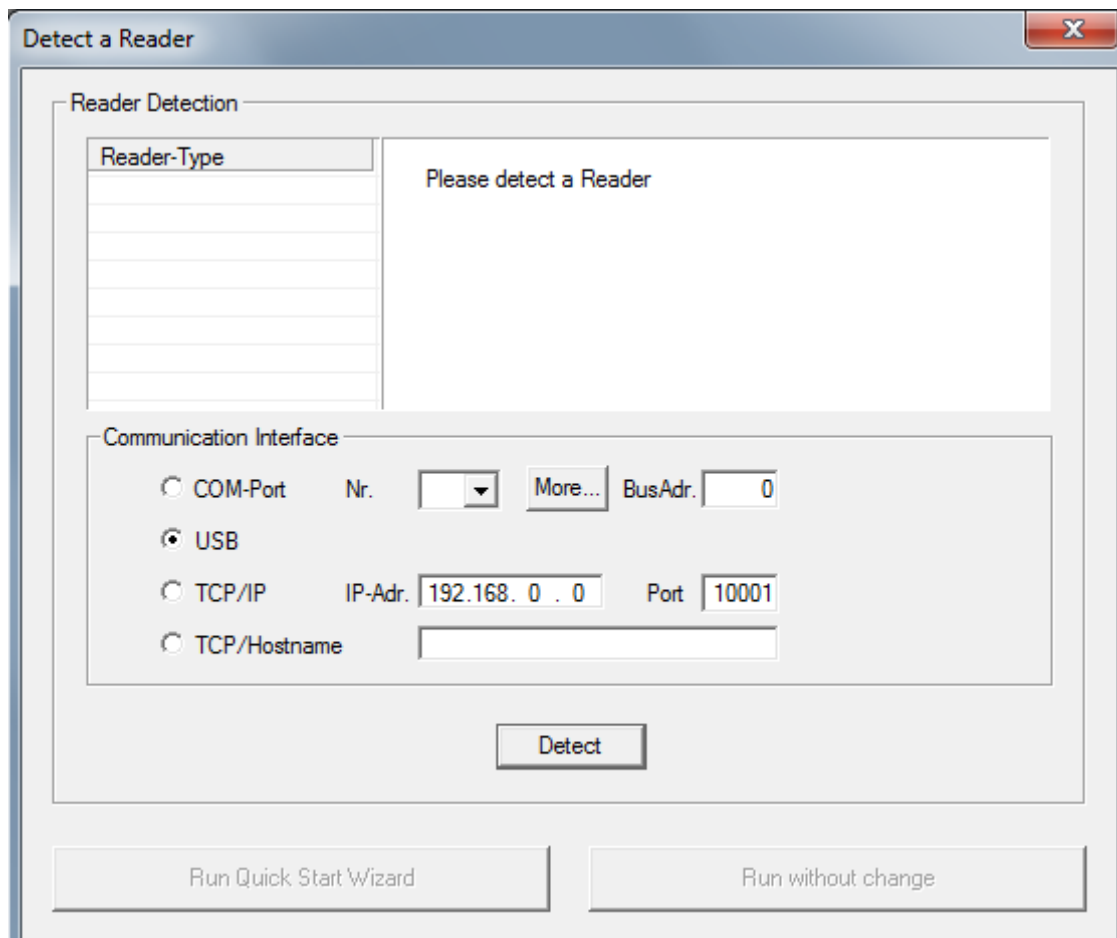 Detect a Reader
X
Reader Detection
Reader-Type
Please detect a Reader
Communication Interface
COM-Port Nr. More... BusAdr. 0
USB
TCP/IP IP-Adr. 192.168. 0 . 0 Port 10001
TCP/Hostname
Detect
Run Quick Start Wizard Run without change